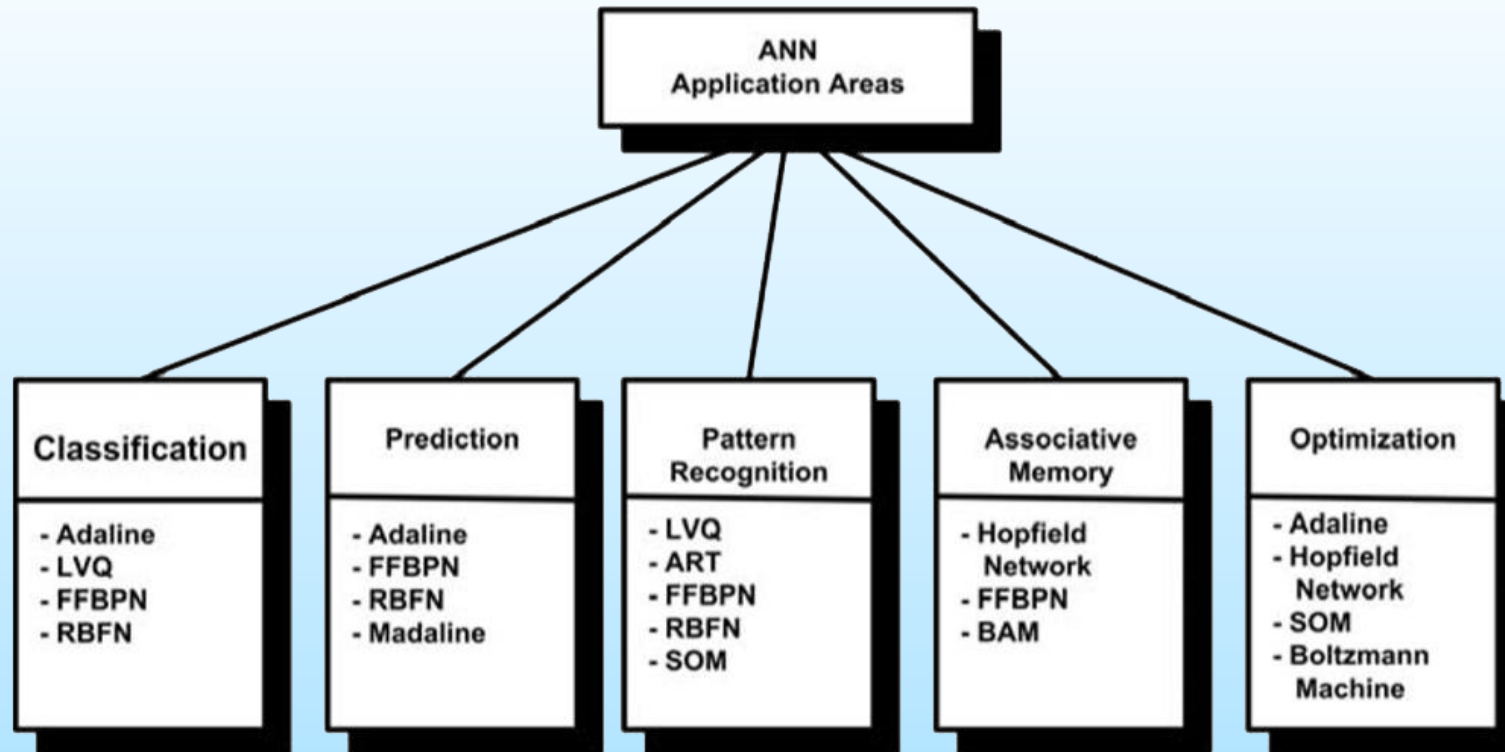 ANN
Application Areas
Classification
- Adaline
- LVQ
- FFBPN
- RBFN
Prediction
- Adaline
- FFBPN
- RBFN
- Madaline
Pattern
Recognition
- LVQ
- ART
- FFBPN
- RBFN
- SOM
Associative
Memory
- Hopfield
Network
- FFBPN
- BAM
Optimization
- Adaline
- Hopfield
Network
- SOM
- Boltzmann
Machine